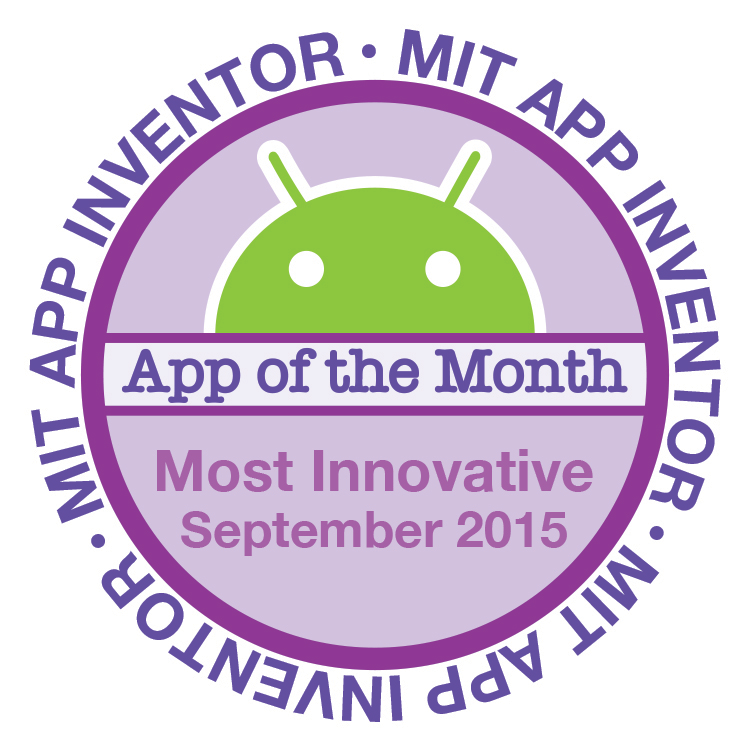 MIT APP INVENTOR • MIT APP INVENTOR • MIT APP INVENTOR •
App of the Month
Most Innovative
September 2015